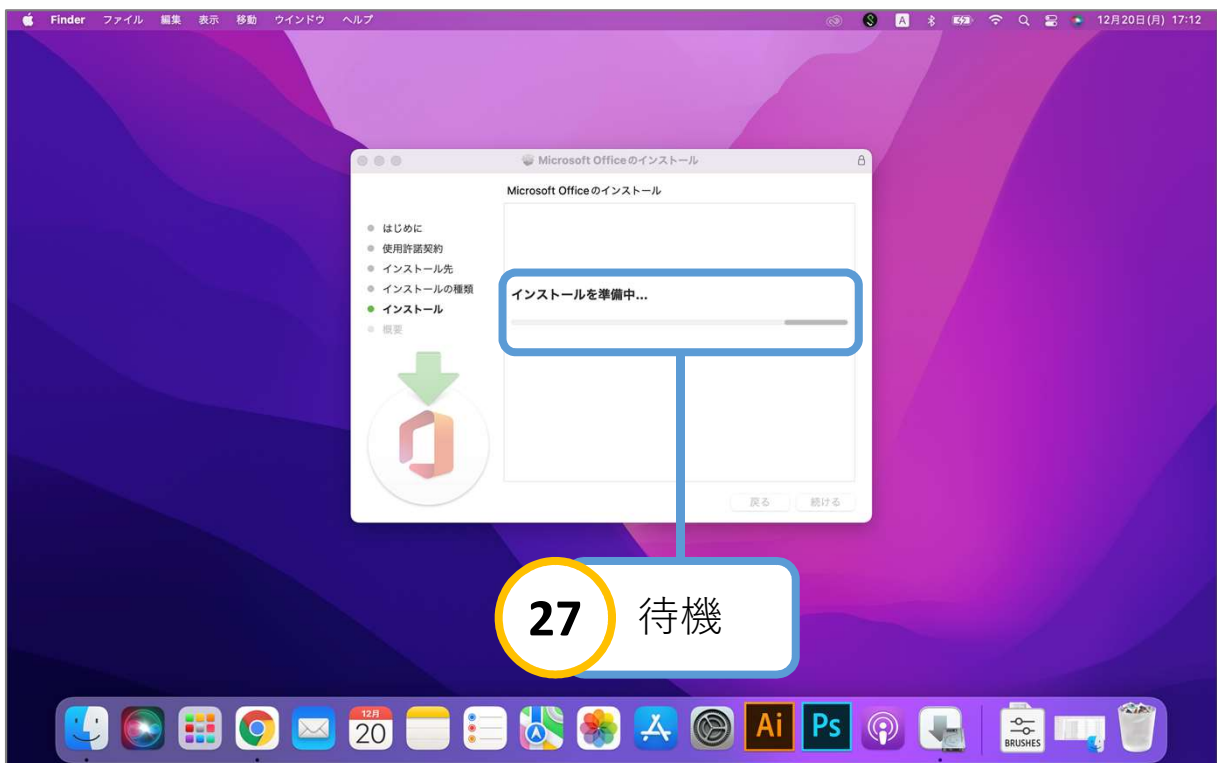 Finder ファイル 編集 表示 移動 ウインドウ ヘルプ
S A 12月20日(月) 17:12
Microsoft Officeのインストール
Microsoft Officeのインストール
はじめに
使用許諾契約
インストール先
インストールの種類
インストール
概要
インストールを準備中...
戻る 続ける
27 待機
12月
20
Ai Ps
BRUSHES